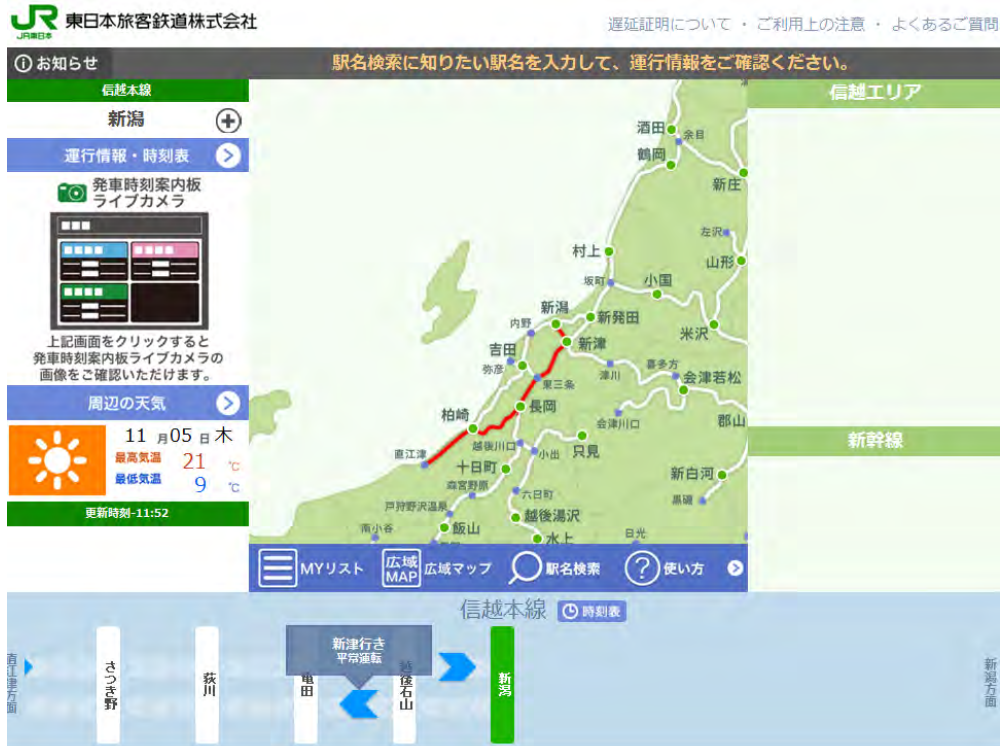 JR 東日本旅客鉄道株式会社
JR東日本
遅延証明について ・ ご利用上の注意 ・ よくあるご質問
お知らせ
駅名検索に知りたい駅名を入力して、運行情報をご確認ください。
信越本線
新潟
運行情報・時刻表
発車時刻案内板
ライブカメラ
上記画面をクリックすると
発車時刻案内板ライブカメラの
画像をご確認いただけます。
周辺の天気
11 月 05 日 木
最高気温 21 ℃
最低気温 9 ℃
更新時刻-11:52
酒田
余目
鶴岡
新庄
左沢
村上
山形
坂町
小国
新潟
新発田
内野
米沢
新津
吉田
弥彦
喜多方
津川
東三条
会津若松
長岡
柏崎
会津川口
郡山
越後川口
直江津
小出
只見
十日町
新白河
森宮野原
六日町
黒磯
戸狩野沢温泉
越後湯沢
南小谷
飯山
日光
水上
信越エリア
新幹線
MYリスト
広域
MAP
広域マップ
駅名検索
使い方
信越本線
時刻表
直江津方面
さつき野
荻川
亀田
新津行き
平常運転
越後石山
新潟
新潟方面